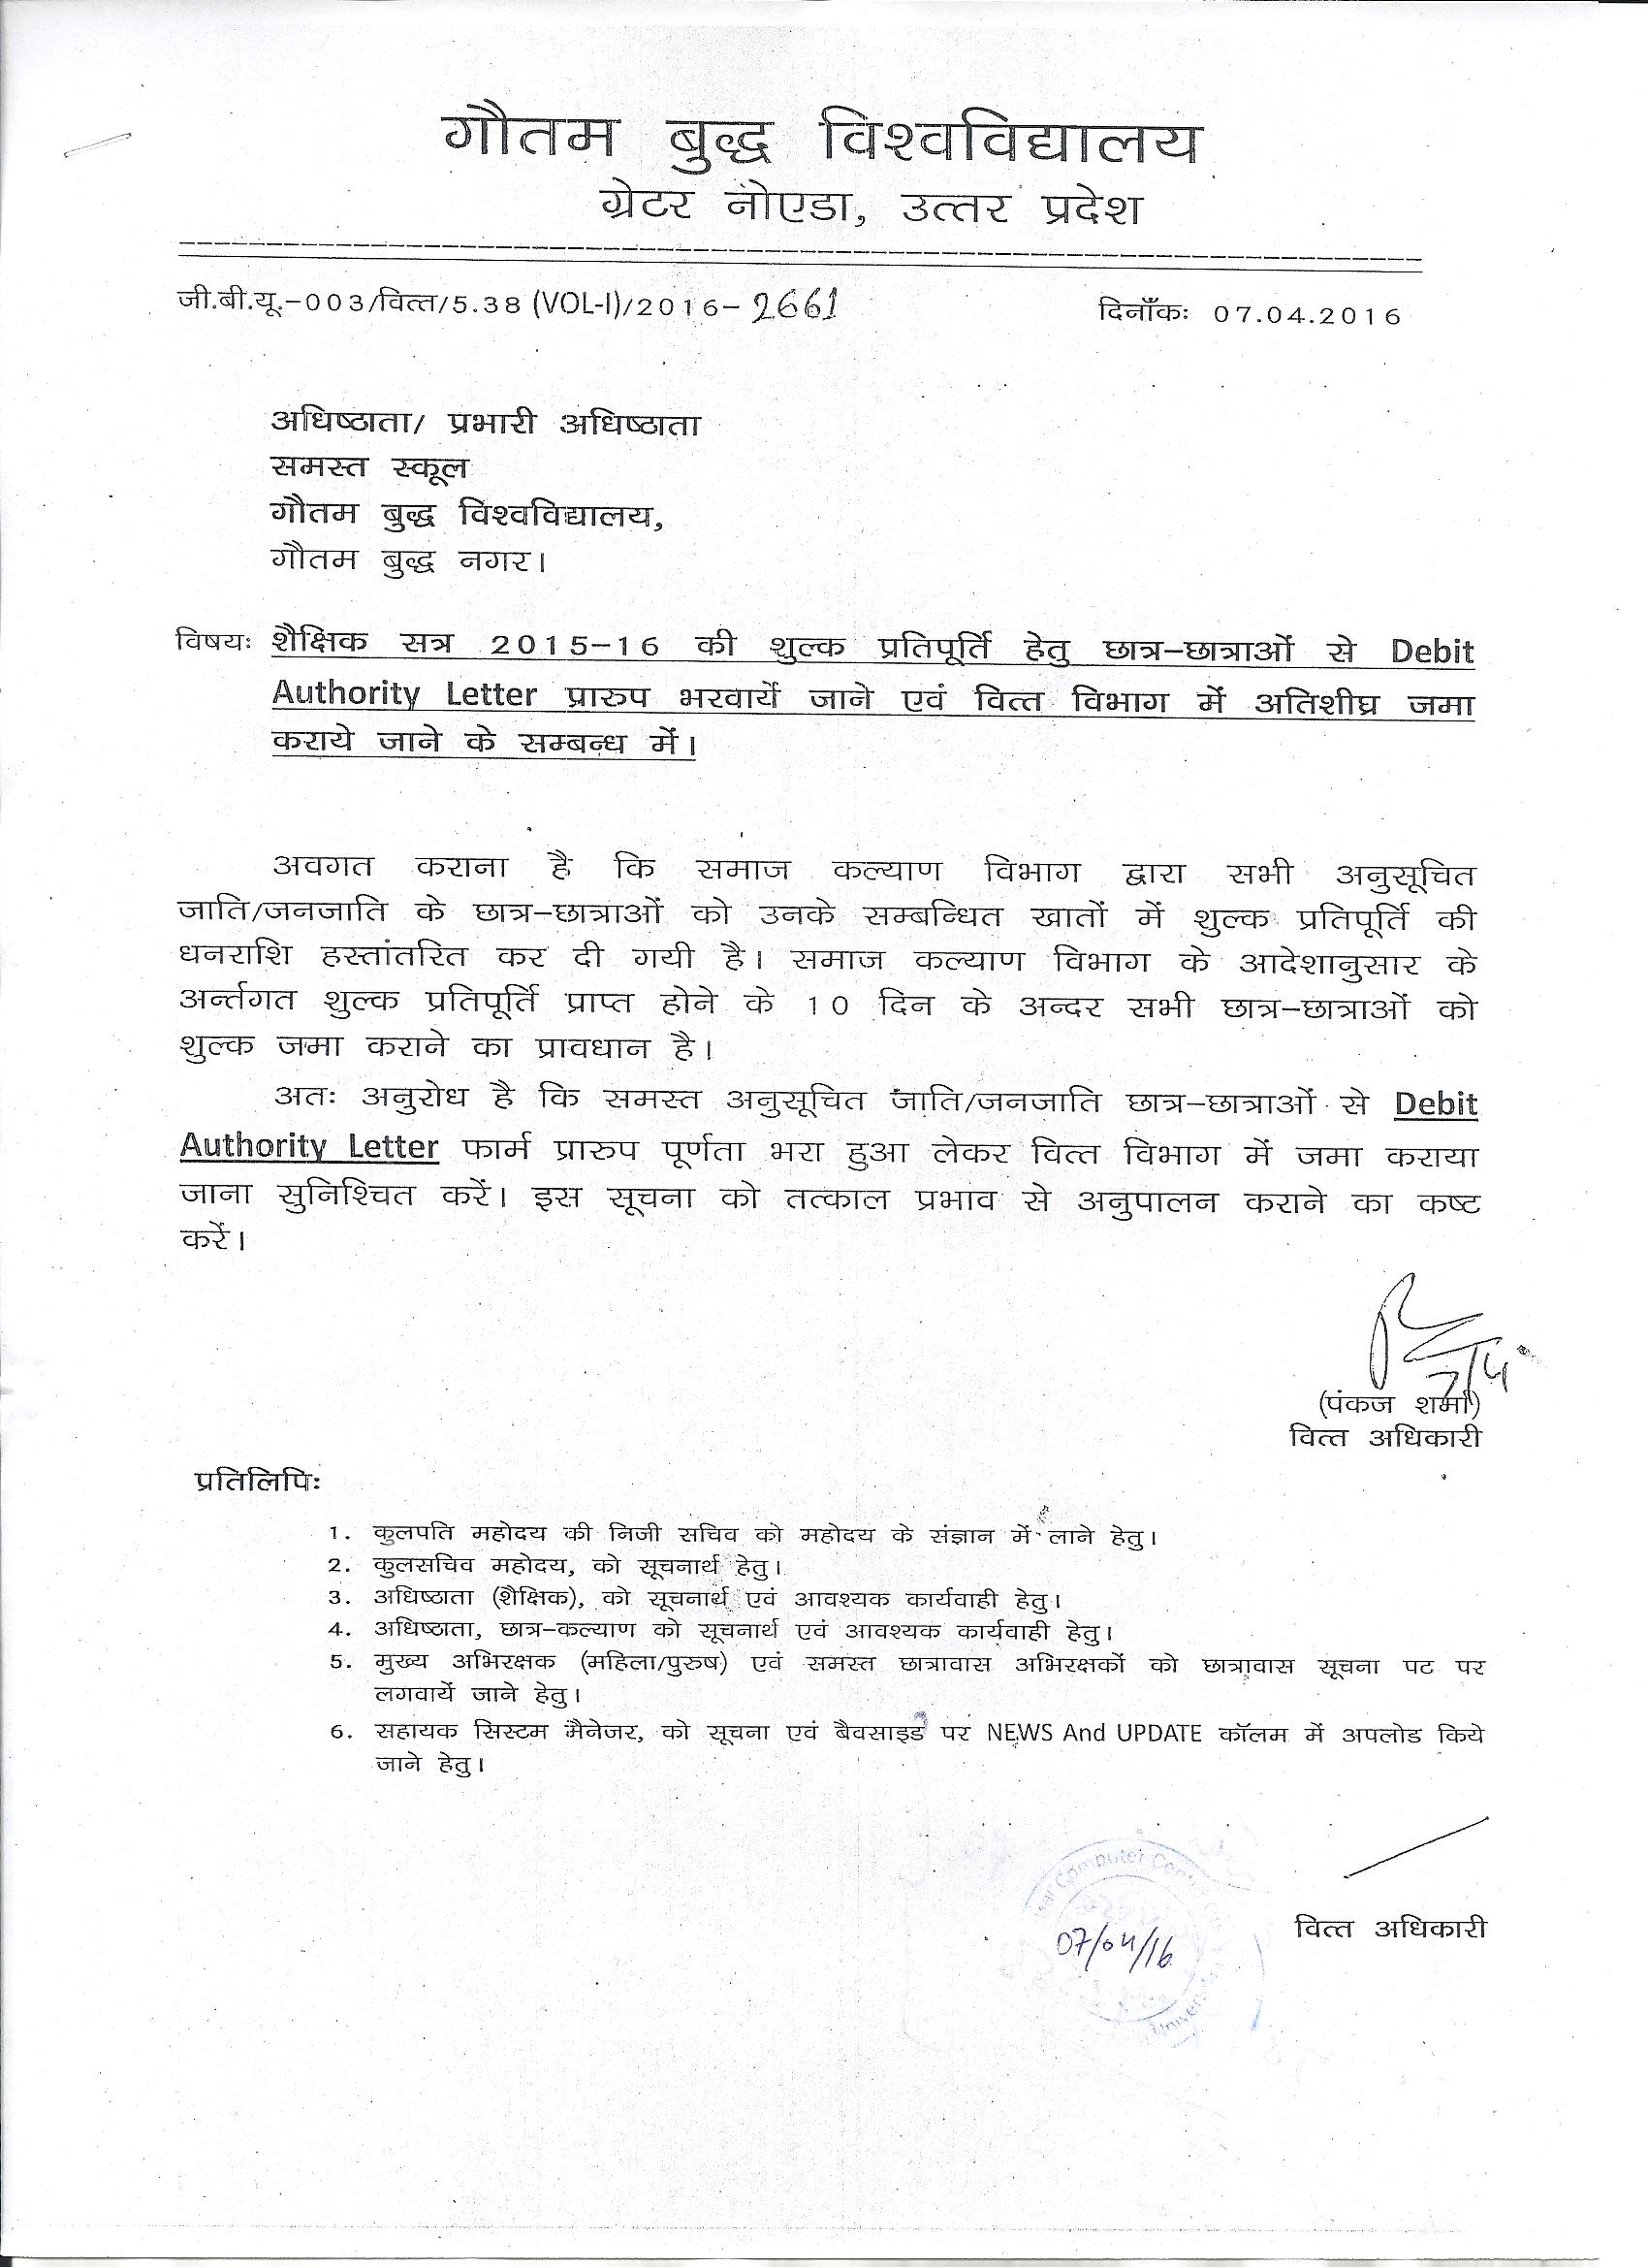 गौतम बुद्ध विश्वविद्यालय
ग्रेटर नोएडा, उत्तर प्रदेश
जी.बी.यू.-003/वित्त/5.38 (VOL-I)/2016- 2661 दिनाँकः 07.04.2016
अधिष्ठाता/ प्रभारी अधिष्ठाता
समस्त स्कूल
गौतम बुद्ध विश्वविद्यालय,
गौतम बुद्ध नगर।
विषयः शैक्षिक सत्र 2015-16 की शुल्क प्रतिपूर्ति हेतु छात्र-छात्राओं से Debit
Authority Letter प्रारुप भरवायें जाने एवं वित्त विभाग में अतिशीघ्र जमा
कराये जाने के सम्बन्ध में।
अवगत कराना है कि समाज कल्याण विभाग द्वारा सभी अनुसूचित
जाति/जनजाति के छात्र-छात्राओं को उनके सम्बन्धित खातों में शुल्क प्रतिपूर्ति की
धनराशि हस्तांतरित कर दी गयी है। समाज कल्याण विभाग के आदेशानुसार के
अर्न्तगत शुल्क प्रतिपूर्ति प्राप्त होने के 10 दिन के अन्दर सभी छात्र-छात्राओं को
शुल्क जमा कराने का प्रावधान है।
अतः अनुरोध है कि समस्त अनुसूचित जाति/जनजाति छात्र-छात्राओं से Debit
Authority Letter फार्म प्रारुप पूर्णता भरा हुआ लेकर वित्त विभाग में जमा कराया
जाना सुनिश्चित करें। इस सूचना को तत्काल प्रभाव से अनुपालन कराने का कष्ट
करें।
7/4
(पंकज शर्मा)
वित्त अधिकारी
प्रतिलिपिः
1. कुलपति महोदय की निजी सचिव को महोदय के संज्ञान में लाने हेतु।
2. कुलसचिव महोदय, को सूचनार्थ हेतु।
3. अधिष्ठाता (शैक्षिक), को सूचनार्थ एवं आवश्यक कार्यवाही हेतु।
4. अधिष्ठाता, छात्र-कल्याण को सूचनार्थ एवं आवश्यक कार्यवाही हेतु।
5. मुख्य अभिरक्षक (महिला/पुरुष) एवं समस्त छात्रावास अभिरक्षकों को छात्रावास सूचना पट पर
लगवायें जाने हेतु।
6. सहायक सिस्टम मैनेजर, को सूचना एवं बैवसाइड पर NEWS And UPDATE कॉलम में अपलोड किये
जाने हेतु।
Computer
07/04/16
वित्त अधिकारी